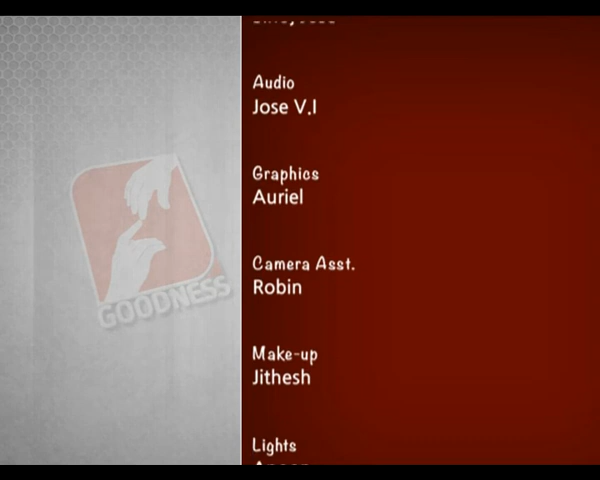 Audio
Jose V.I
Graphics
Auriel
Camera Asst.
Robin
Make-up
Jithesh
Lights
GOODNESS